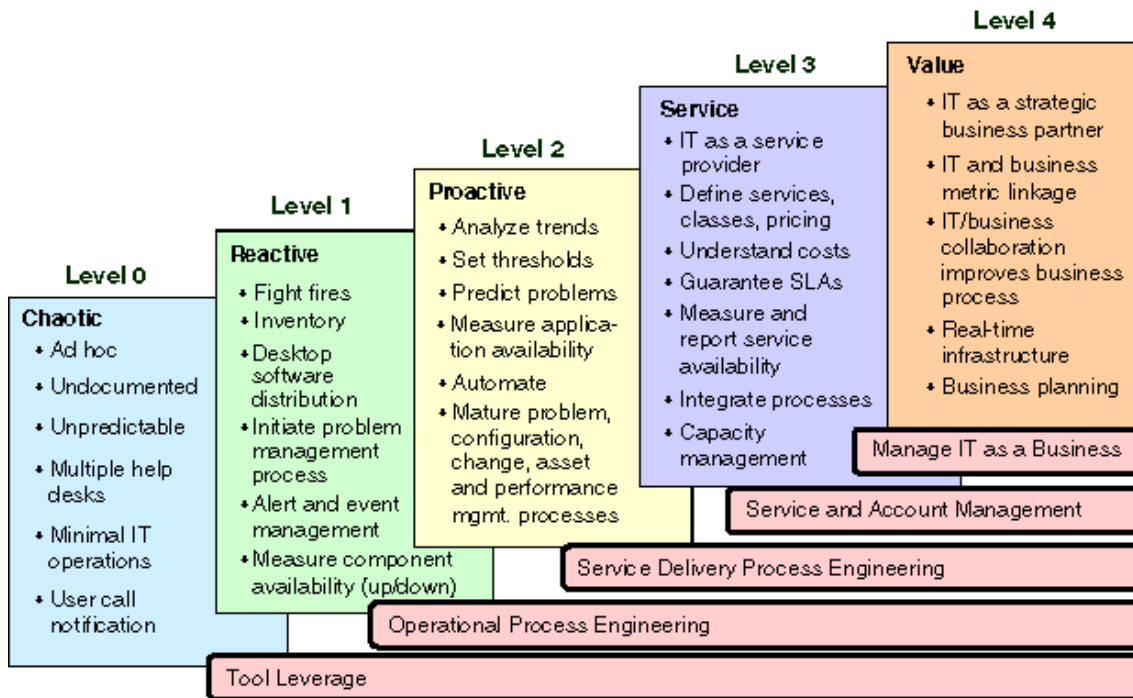 Level 0
Chaotic
• Ad hoc
• Undocumented
• Unpredictable
• Multiple help
desks
• Minimal IT
operations
• User call
notification
Level 1
Reactive
• Fight fires
• Inventory
• Desktop
software
distribution
• Initiate problem
management
process
• Alert and event
management
• Measure component
availability (up/down)
Level 2
Proactive
• Analyze trends
• Set thresholds
• Predict problems
• Measure applica-
tion availability
• Automate
• Mature problem,
configuration,
change, asset
and performance
mgmt. processes
Level 3
Service
• IT as a service
provider
• Define services,
classes, pricing
• Understand costs
• Guarantee SLAs
• Measure and
report service
availability
• Integrate processes
• Capacity
management
Level 4
Value
• IT as a strategic
business partner
• IT and business
metric linkage
• IT/business
collaboration
improves business
process
• Real-time
infrastructure
• Business planning
Manage IT as a Business
Service and Account Management
Service Delivery Process Engineering
Operational Process Engineering
Tool Leverage